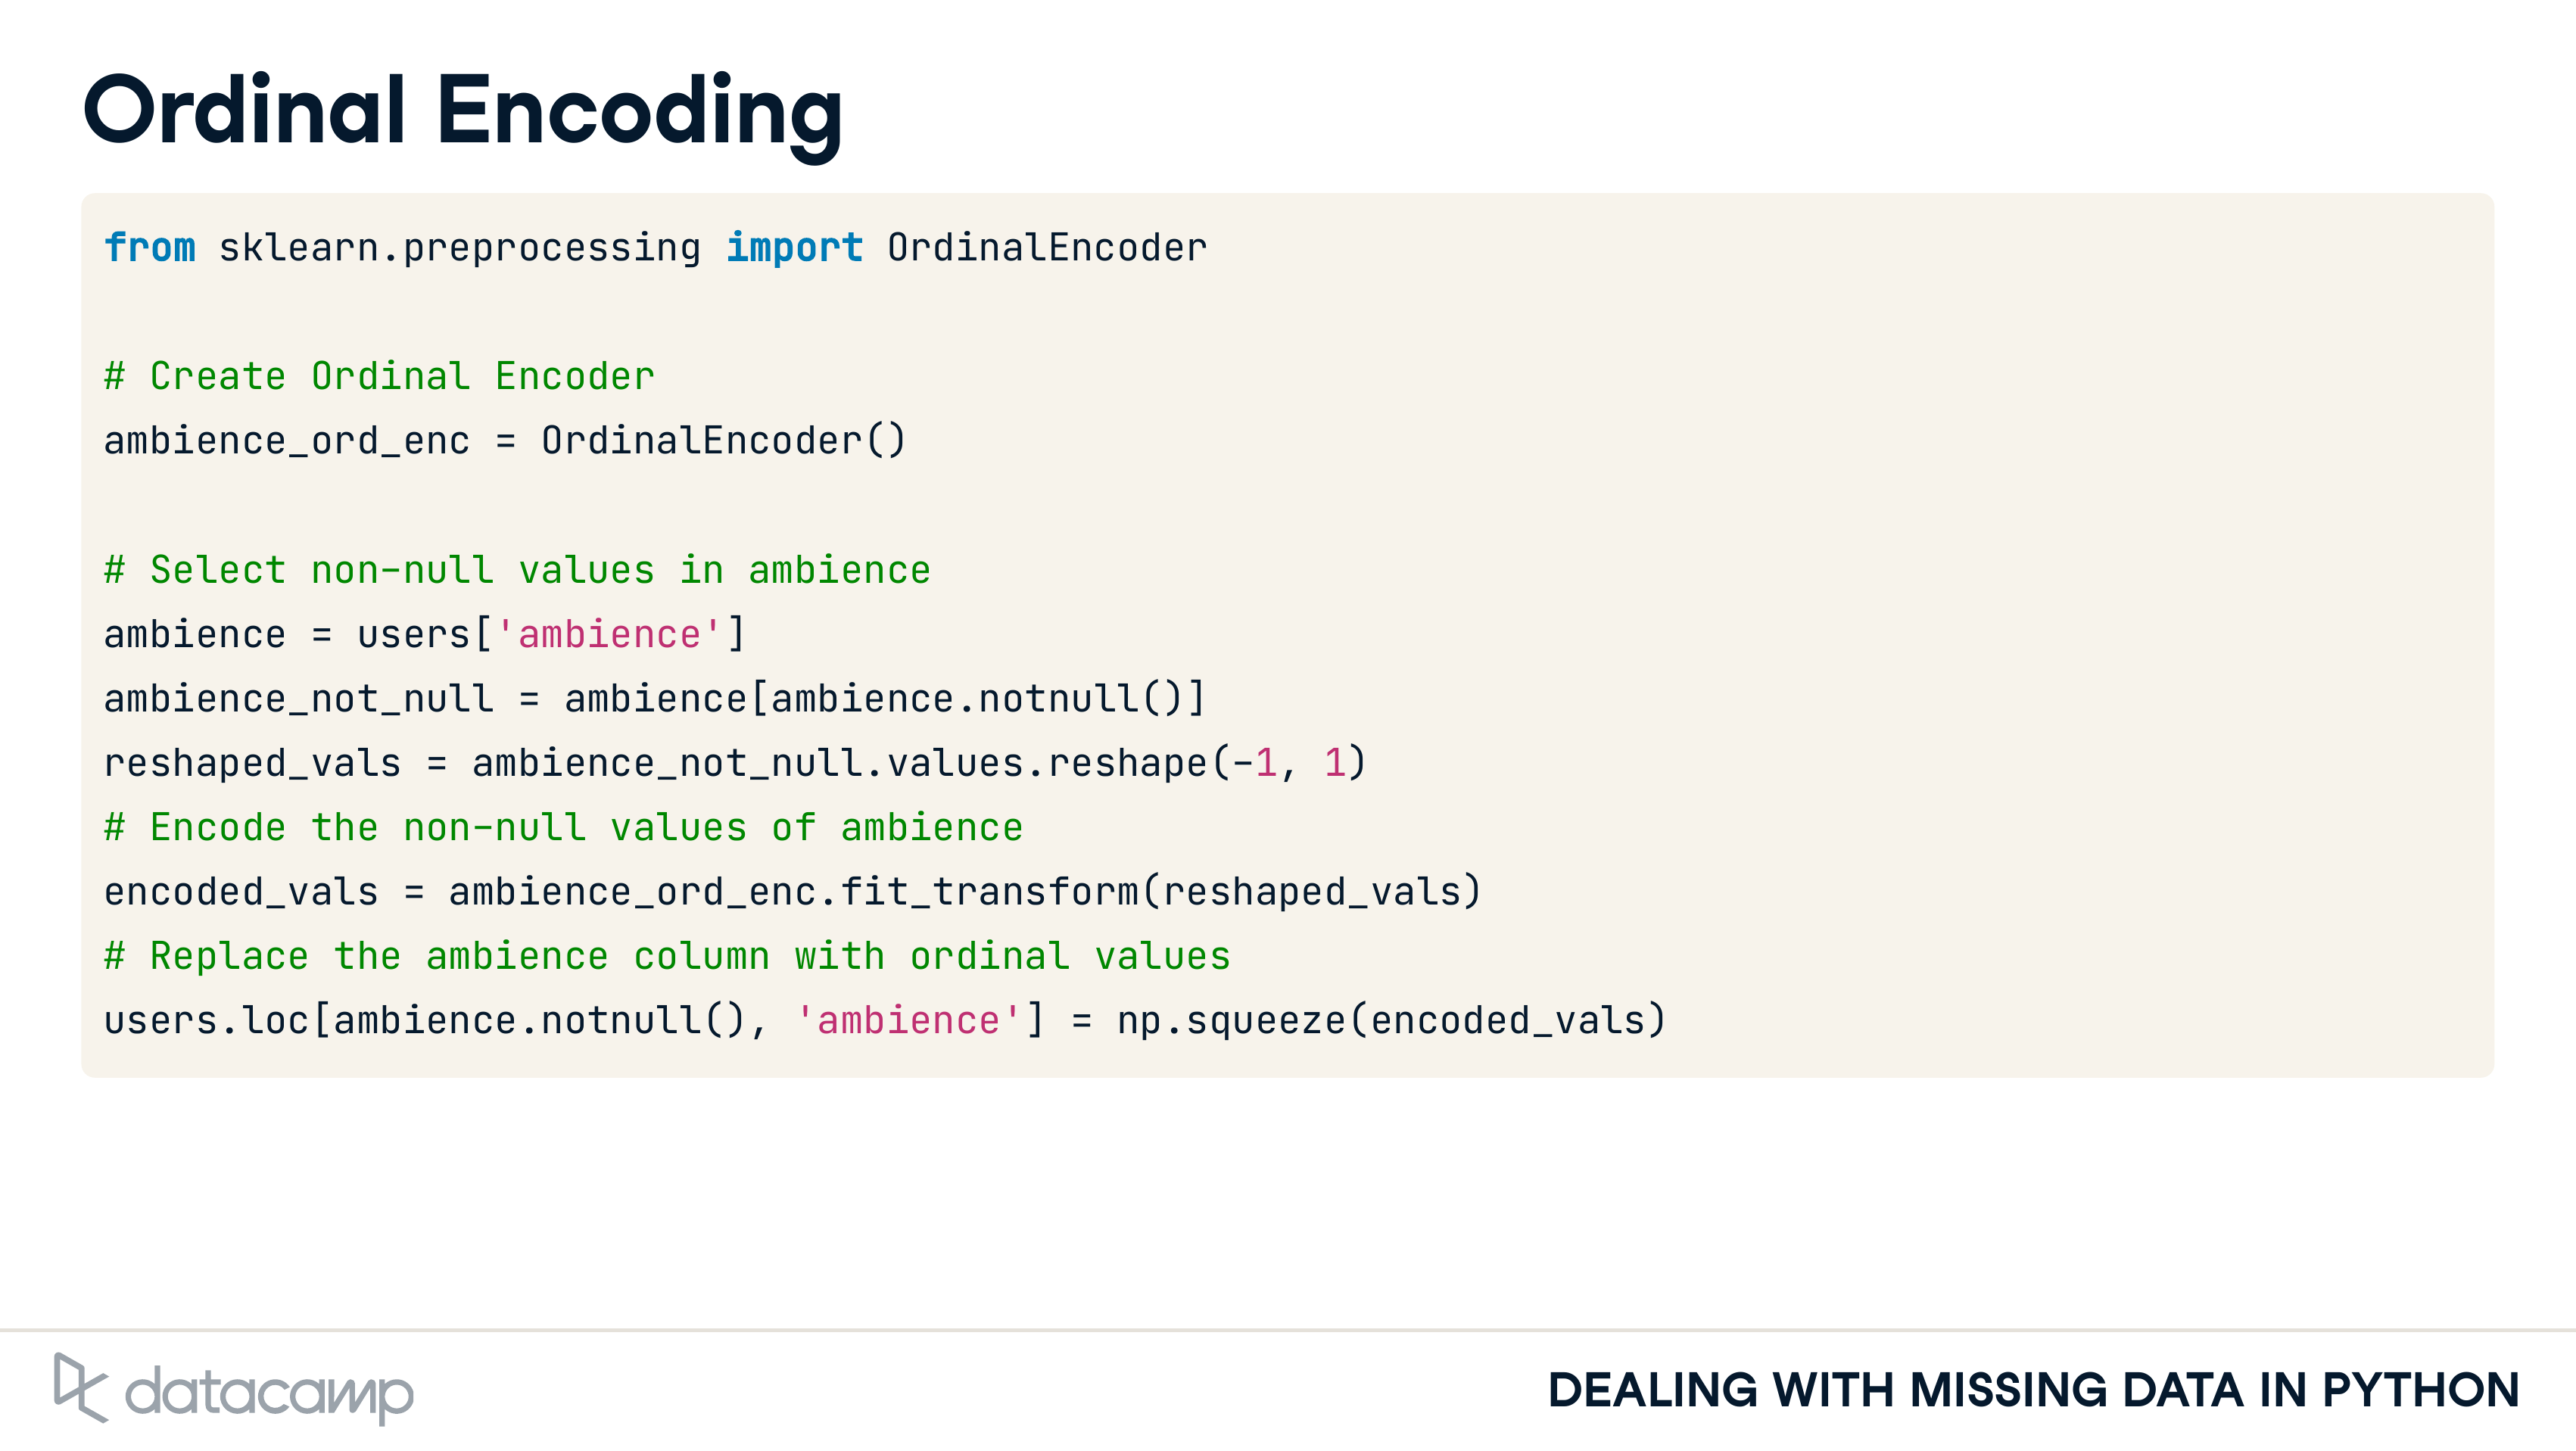 Ordinal Encoding
from sklearn.preprocessing import OrdinalEncoder
# Create Ordinal Encoder
ambience_ord_enc = OrdinalEncoder()
# Select non-null values in ambience
ambience = users['ambience']
ambience_not_null = ambience[ambience.notnull()]
reshaped_vals = ambience_not_null.values.reshape(-1, 1)
# Encode the non-null values of ambience
encoded_vals = ambience_ord_enc.fit_transform(reshaped_vals)
# Replace the ambience column with ordinal values
users.loc[ambience.notnull(), 'ambience'] = np.squeeze(encoded_vals)
datacamp
DEALING WITH MISSING DATA IN PYTHON